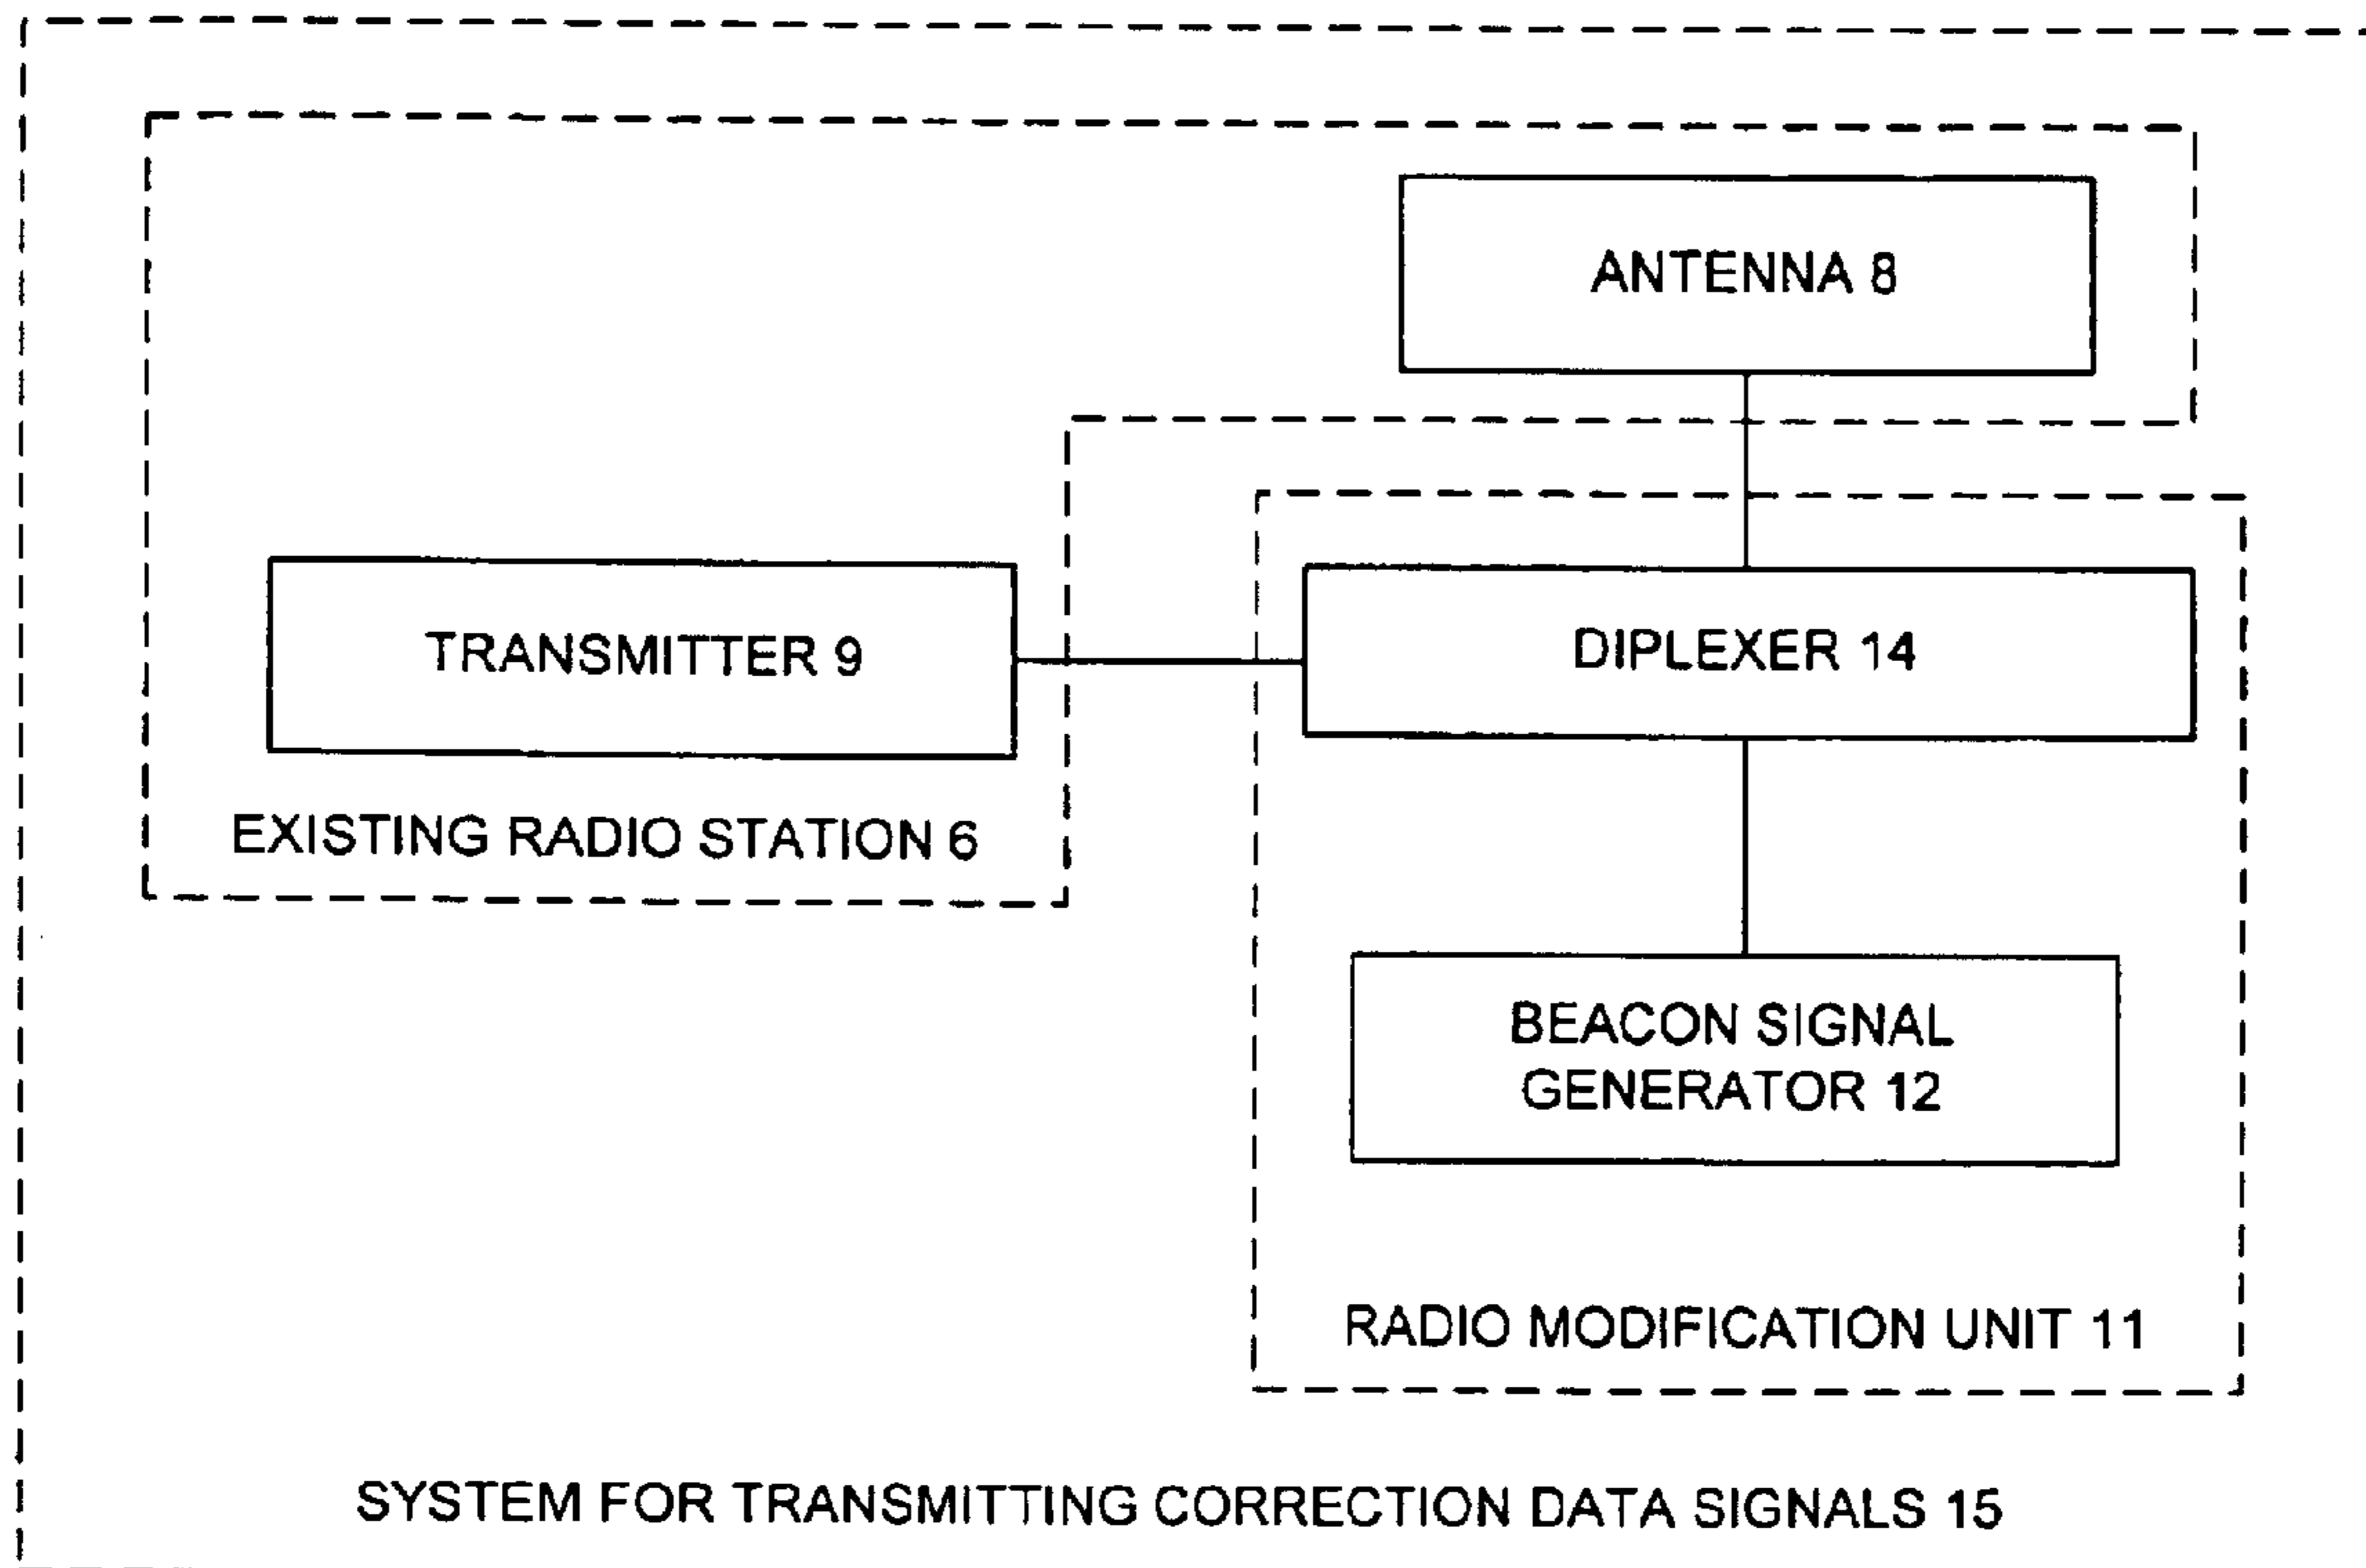 ANTENNA 8
TRANSMITTER 9
DIPLEXER 14
EXISTING RADIO STATION 6
BEACON SIGNAL
GENERATOR 12
RADIO MODIFICATION UNIT 11
SYSTEM FOR TRANSMITTING CORRECTION DATA SIGNALS 15